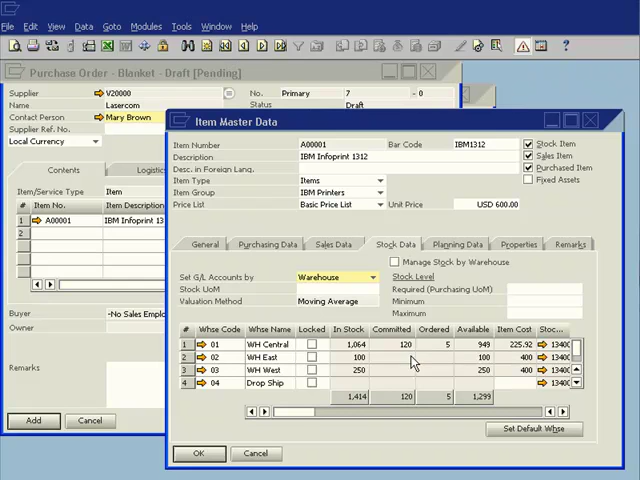 File Edit View Data Goto Modules Tools Window Help
Purchase Order - Blanket - Draft [Pending]
Supplier V20000 No. Primary 7 - 0
Name Lasercom Status Draft
Contact Person Mary Brown
Supplier Ref. No.
Local Currency
Contents Logistics
Item/Service Type Item
# Item No. Item Description
1 A00001 IBM Infoprint 13
2
3
4
Buyer -No Sales Employ
Owner
Remarks
Add Cancel
Item Master Data
Item Number A00001 Bar Code IBM1312 Stock Item
Description IBM Infoprint 1312 Sales Item
Desc. in Foreign Lang. Purchased Item
Item Type Items Fixed Assets
Item Group IBM Printers
Price List Basic Price List Unit Price USD 600.00
General Purchasing Data Sales Data Stock Data Planning Data Properties Remarks
Manage Stock by Warehouse
Set G/L Accounts by Warehouse Stock Level
Stock UoM Required (Purchasing UoM)
Valuation Method Moving Average Minimum
Maximum
# Whse Code Whse Name Locked In Stock Committed Ordered Available Item Cost Stoc...
1 01 WH Central 1,064 120 5 949 225.92 13400
2 02 WH East 100 100 400 13400
3 03 WH West 250 250 400 13400
4 04 Drop Ship 13400
1,414 120 5 1,299
Set Default Whse
OK Cancel